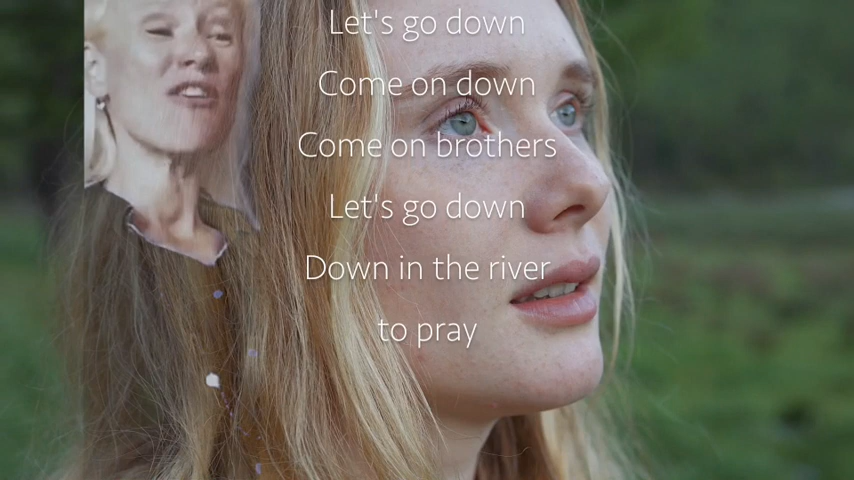 Let's go down
Come on down
Come on brothers
Let's go down
Down in the river
to pray